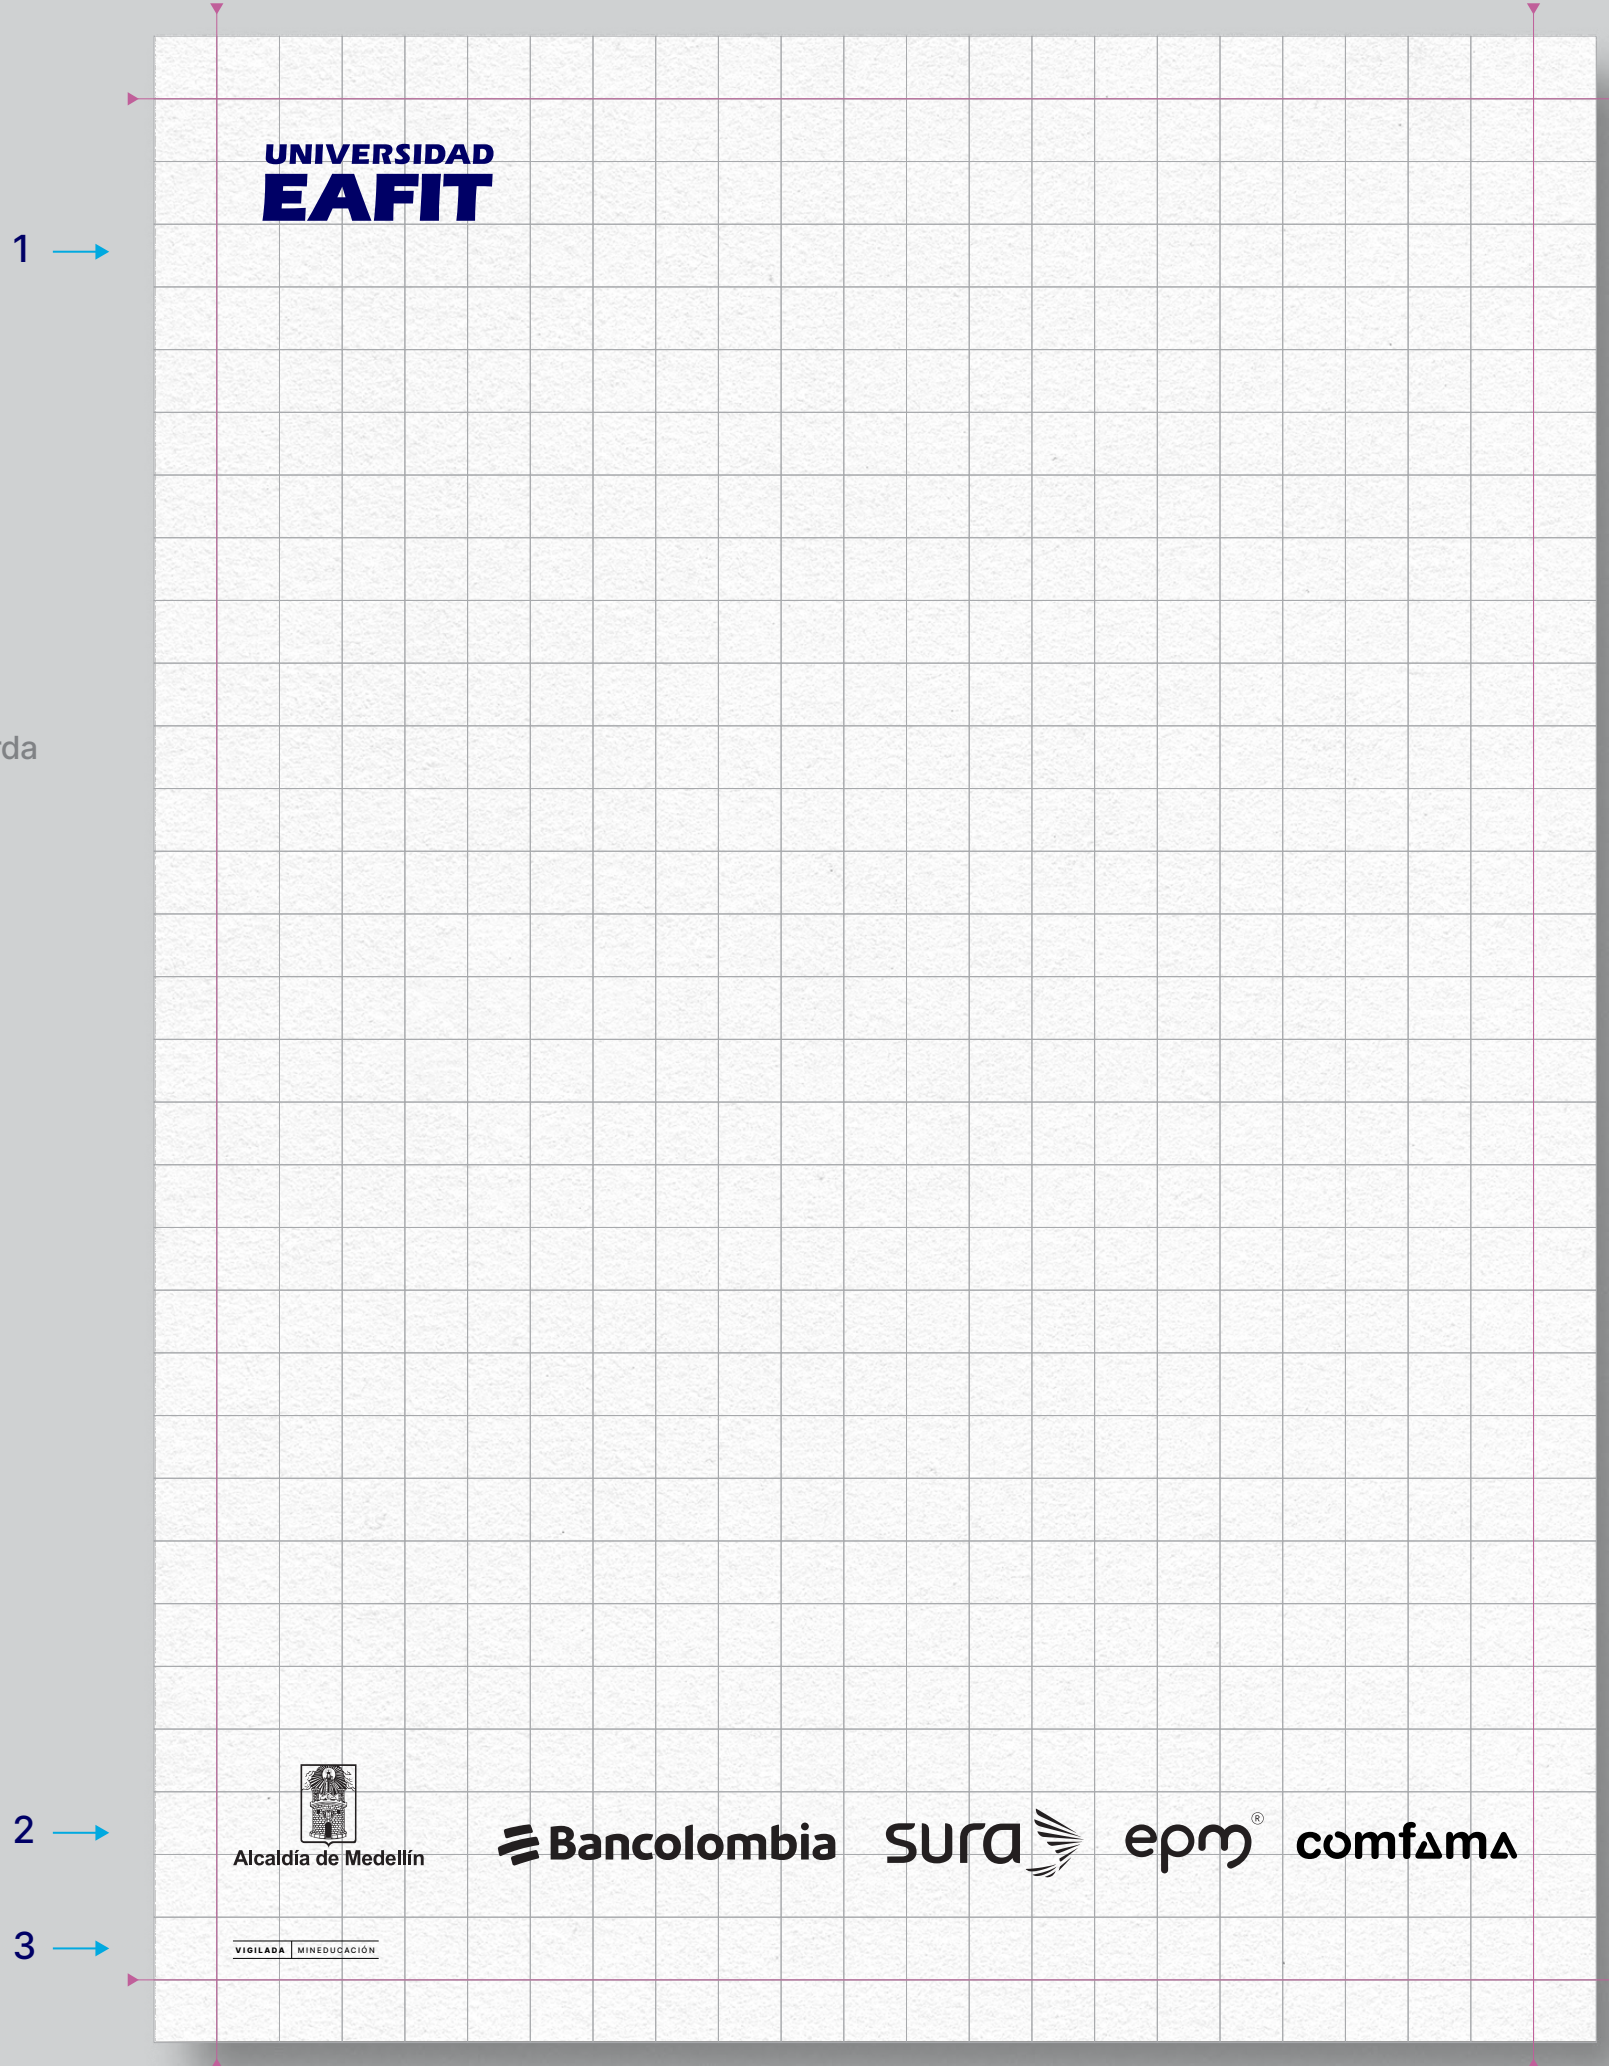 UNIVERSIDAD
EAFIT
1
rda
2
Alcaldía de Medellín
Bancolombia
sura
epm®
comfama
3
VIGILADA | MINEDUCACIÓN